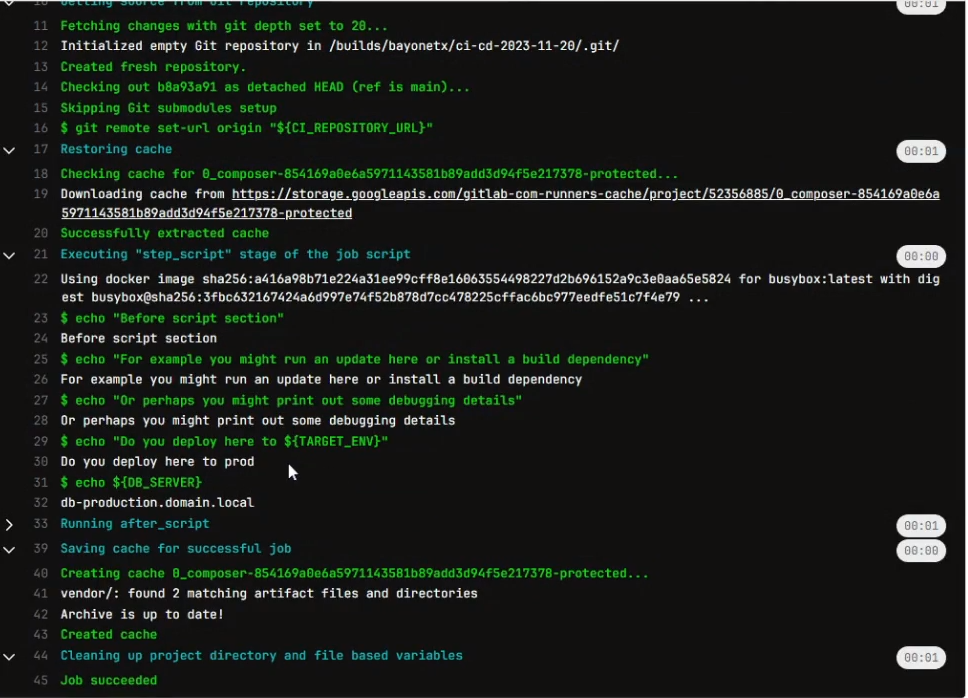 10 Getting source from Git repository 00:01
11 Fetching changes with git depth set to 20...
12 Initialized empty Git repository in /builds/bayonetx/ci-cd-2023-11-20/.git/
13 Created fresh repository.
14 Checking out b8a93a91 as detached HEAD (ref is main)...
15 Skipping Git submodules setup
16 $ git remote set-url origin "${CI_REPOSITORY_URL}"
17 Restoring cache 00:01
18 Checking cache for 0_composer-854169a0e6a5971143581b89add3d94f5e217378-protected...
19 Downloading cache from https://storage.googleapis.com/gitlab-com-runners-cache/project/52356885/0_composer-854169a0e6a
5971143581b89add3d94f5e217378-protected
20 Successfully extracted cache
21 Executing "step_script" stage of the job script 00:00
22 Using docker image sha256:a416a98b71e224a31ee99cff8e16063554498227d2b696152a9c3e0aa65e5824 for busybox:latest with dig
est busybox@sha256:3fbc632167424a6d997e74f52b878d7cc478225cffac6bc977eedfe51c7f4e79 ...
23 $ echo "Before script section"
24 Before script section
25 $ echo "For example you might run an update here or install a build dependency"
26 For example you might run an update here or install a build dependency
27 $ echo "Or perhaps you might print out some debugging details"
28 Or perhaps you might print out some debugging details
29 $ echo "Do you deploy here to ${TARGET_ENV}"
30 Do you deploy here to prod
31 $ echo ${DB_SERVER}
32 db-production.domain.local
33 Running after_script 00:01
39 Saving cache for successful job 00:00
40 Creating cache 0_composer-854169a0e6a5971143581b89add3d94f5e217378-protected...
41 vendor/: found 2 matching artifact files and directories
42 Archive is up to date!
43 Created cache
44 Cleaning up project directory and file based variables 00:01
45 Job succeeded